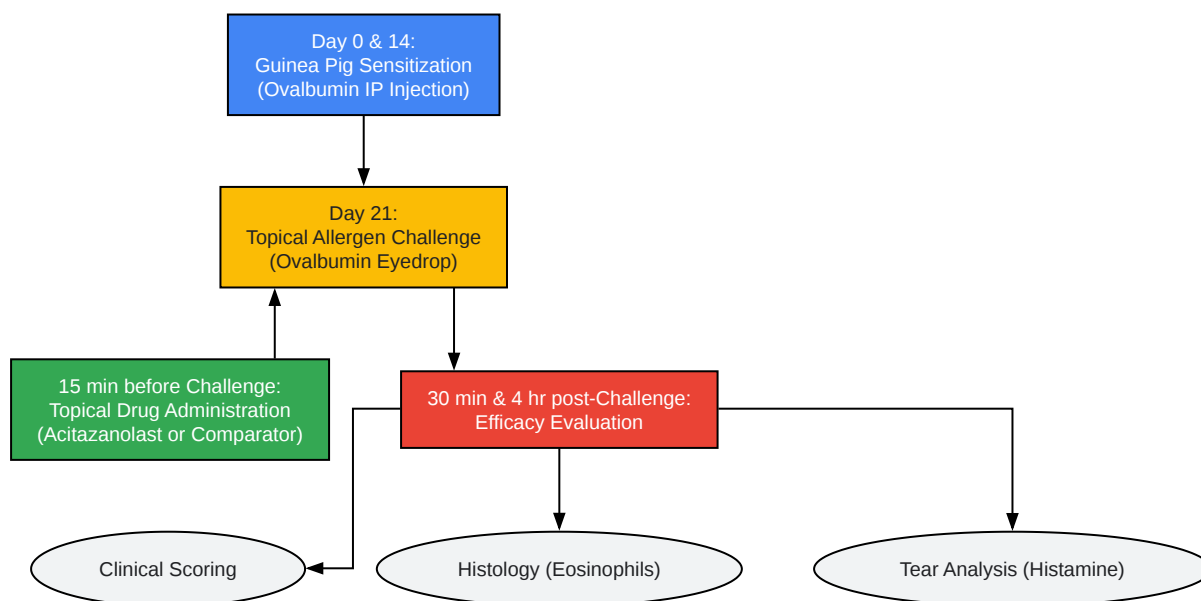 Day 0 & 14:
Guinea Pig Sensitization
(Ovalbumin IP Injection)
Day 21:
Topical Allergen Challenge
(Ovalbumin Eyedrop)
15 min before Challenge:
Topical Drug Administration
(Acitazanolast or Comparator)
30 min & 4 hr post-Challenge:
Efficacy Evaluation
Clinical Scoring
Histology (Eosinophils)
Tear Analysis (Histamine)